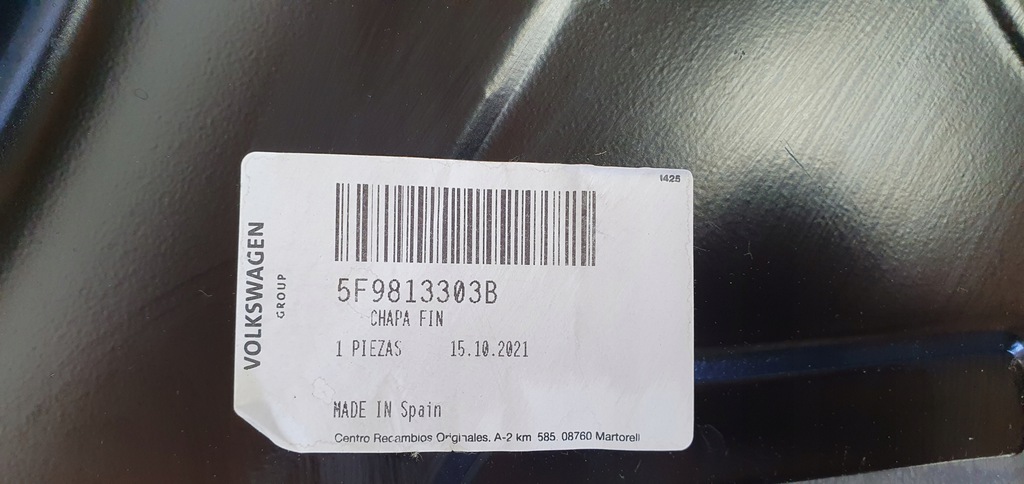 1425
VOLKSWAGEN
GROUP
5F9813303B
CHAPA FIN
1 PIEZAS 15.10.2021
MADE IN Spain
Centro Recambios Originales. A-2 km 585 08760 Martorell